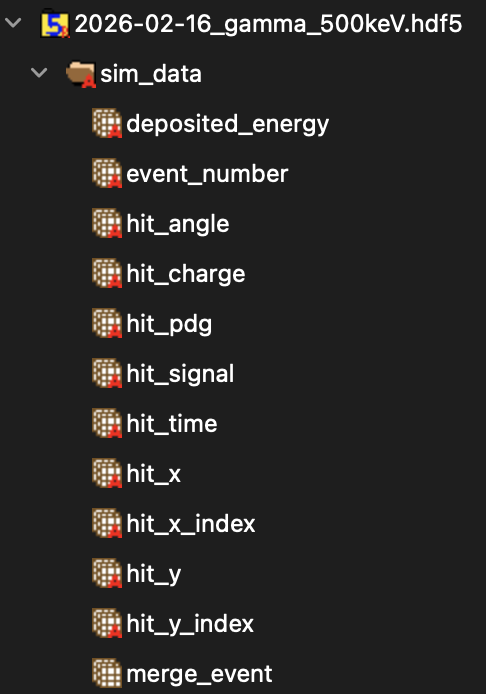 2026-02-16_gamma_500keV.hdf5
sim_data
deposited_energy
event_number
hit_angle
hit_charge
hit_pdg
hit_signal
hit_time
hit_x
hit_x_index
hit_y
hit_y_index
merge_event